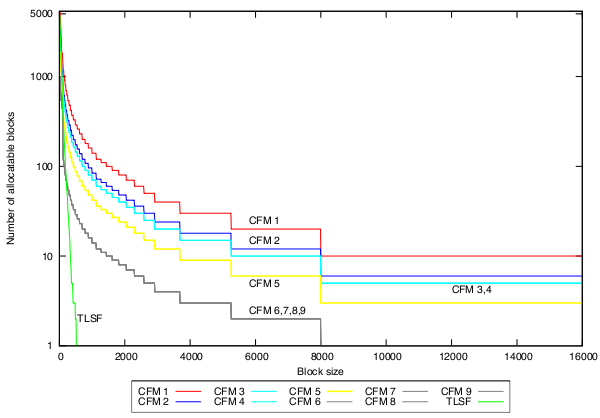 5000
1000
100
10
1
Number of allocatable blocks
CFM 1
CFM 2
CFM 5
CFM 3,4
CFM 6,7,8,9
TLSF
0 2000 4000 6000 8000 10000 12000 14000 16000
Block size
CFM 1 CFM 3 CFM 5 CFM 7 CFM 9
CFM 2 CFM 4 CFM 6 CFM 8 TLSF